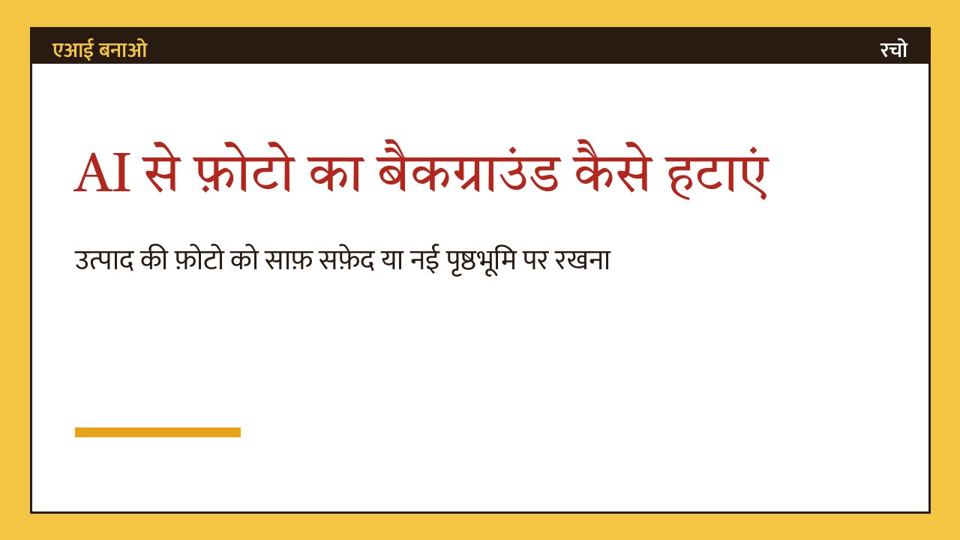 एआई बनाओ
रचो
AI से फ़ोटो का बैकग्राउंड कैसे हटाएं
उत्पाद की फ़ोटो को साफ़ सफ़ेद या नई पृष्ठभूमि पर रखना